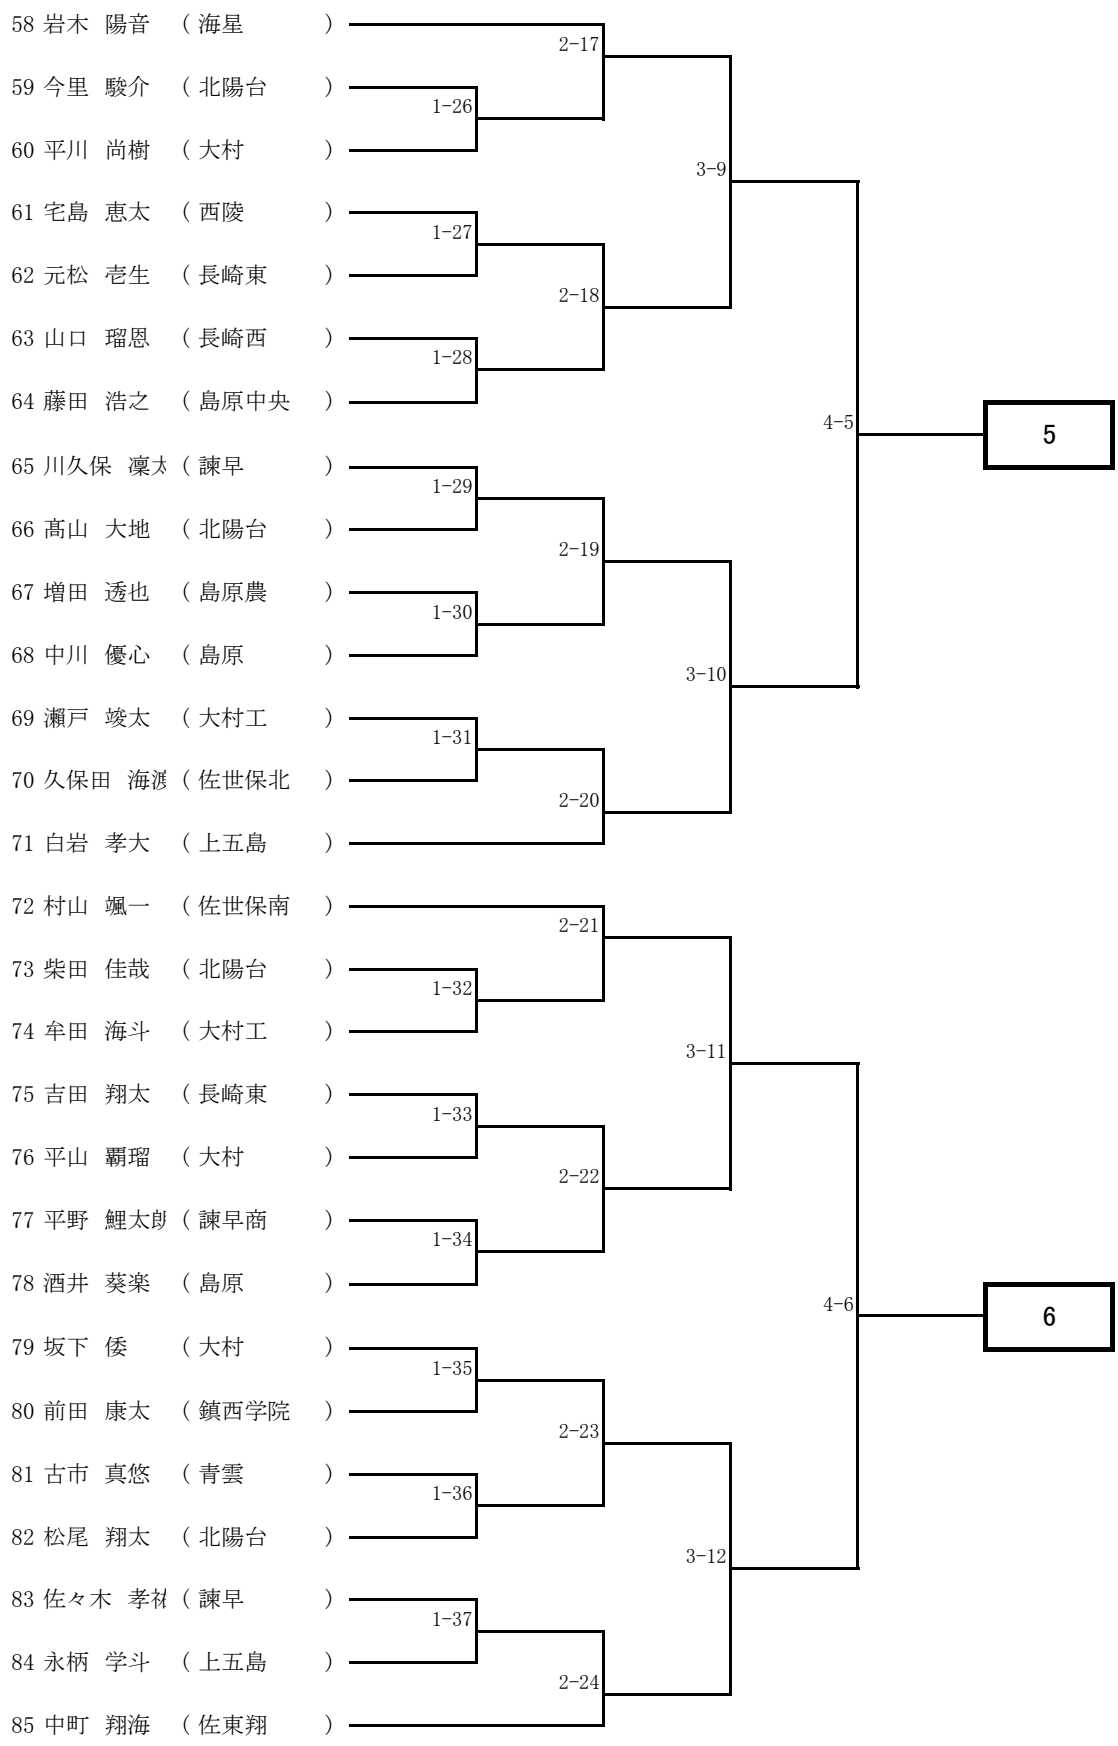 58 岩木 陽音 （ 海星 ）
2-17
59 今里 駿介 （ 北陽台 ）
1-26
60 平川 尚樹 （ 大村 ）
3-9
61 宅島 恵太 （ 西陵 ）
1-27
62 元松 壱生 （ 長崎東 ）
2-18
63 山口 瑠恩 （ 長崎西 ）
1-28
64 藤田 浩之 （ 島原中央 ）
4-5
5
65 川久保 凜太 （ 諫早 ）
1-29
66 髙山 大地 （ 北陽台 ）
2-19
67 増田 透也 （ 島原農 ）
1-30
68 中川 優心 （ 島原 ）
3-10
69 瀬戸 竣太 （ 大村工 ）
1-31
70 久保田 海 （ 佐世保北 ）
2-20
71 白岩 孝大 （ 上五島 ）
72 村山 颯一 （ 佐世保南 ）
2-21
73 柴田 佳哉 （ 北陽台 ）
1-32
74 牟田 海斗 （ 大村工 ）
3-11
75 吉田 翔太 （ 長崎東 ）
1-33
76 平山 覇瑠 （ 大村 ）
2-22
77 平野 鯉太朗 （ 諫早商 ）
1-34
78 酒井 葵楽 （ 島原 ）
4-6
6
79 坂下 倭 （ 大村 ）
1-35
80 前田 康太 （ 鎮西学院 ）
2-23
81 古市 真悠 （ 青雲 ）
1-36
82 松尾 翔太 （ 北陽台 ）
3-12
83 佐々木 孝祐 （ 諫早 ）
1-37
84 永柄 学斗 （ 上五島 ）
2-24
85 中町 翔海 （ 佐東翔 ）